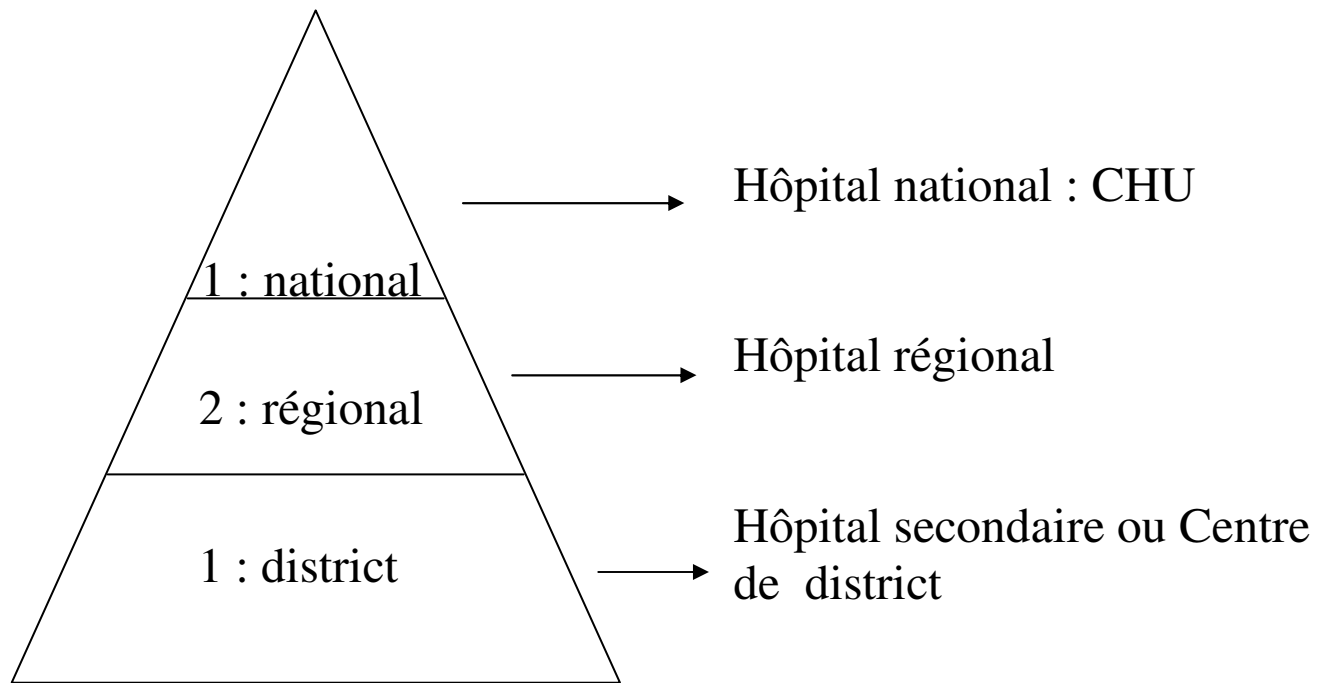 Hôpital national : CHU
1 : national
Hôpital régional
2 : régional
Hôpital secondaire ou Centre
de district
1 : district